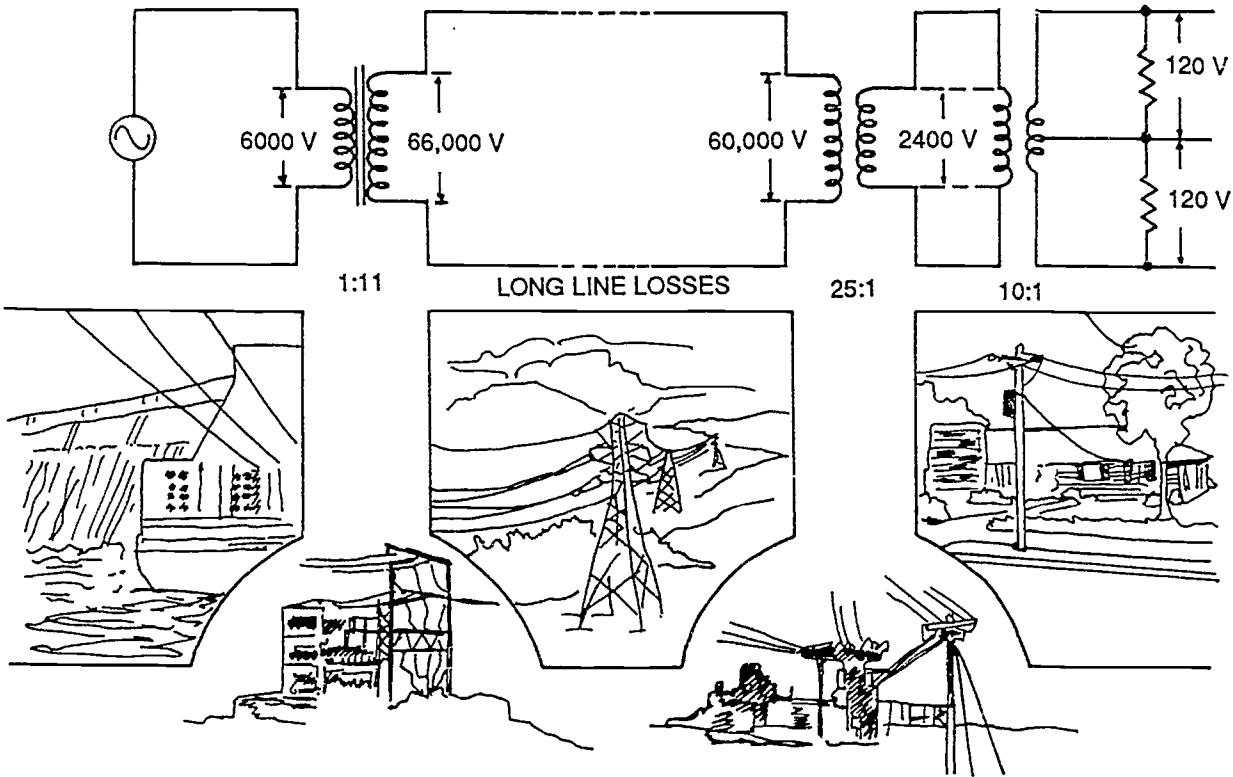 120 V
6000 V
66,000 V
60,000 V
2400 V
120 V
1:11
LONG LINE LOSSES
25:1
10:1